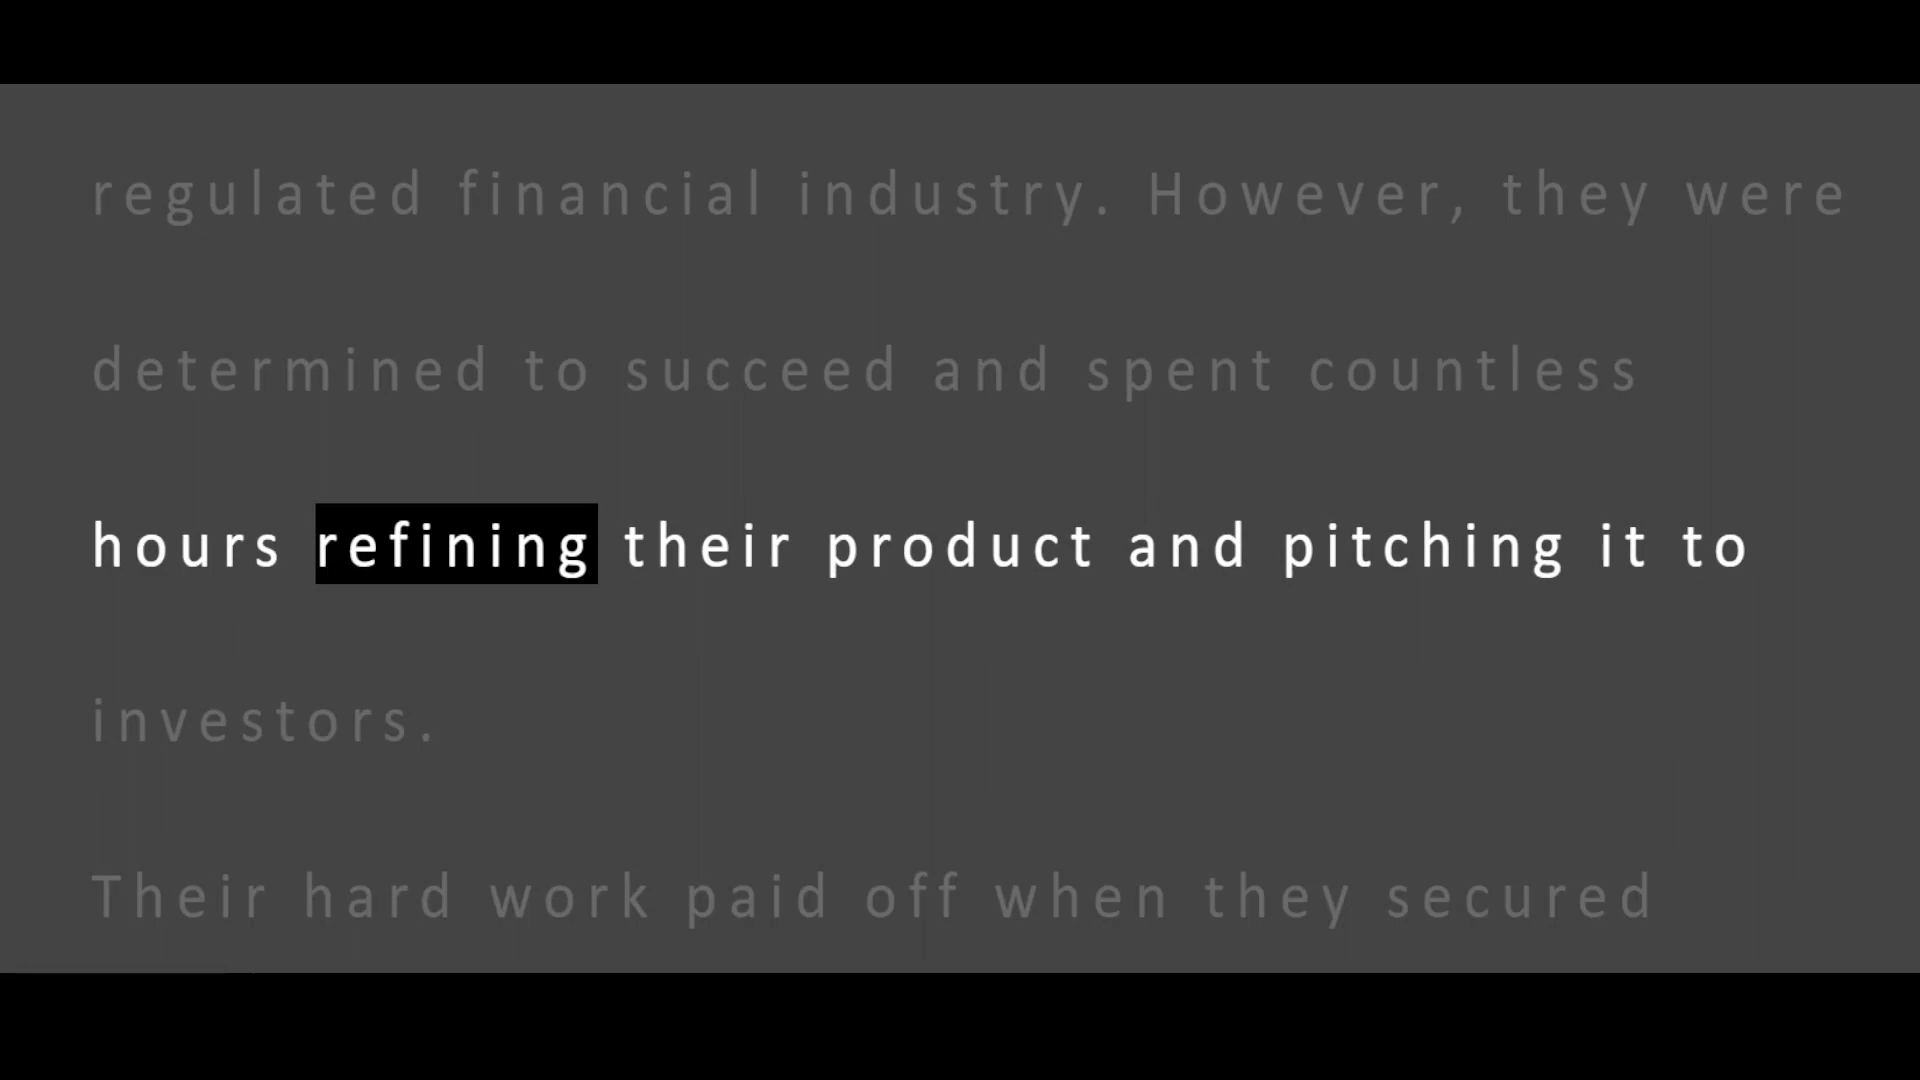 regulated financial industry. However, they were
determined to succeed and spent countless
hours refining their product and pitching it to
investors.
Their hard work paid off when they secured